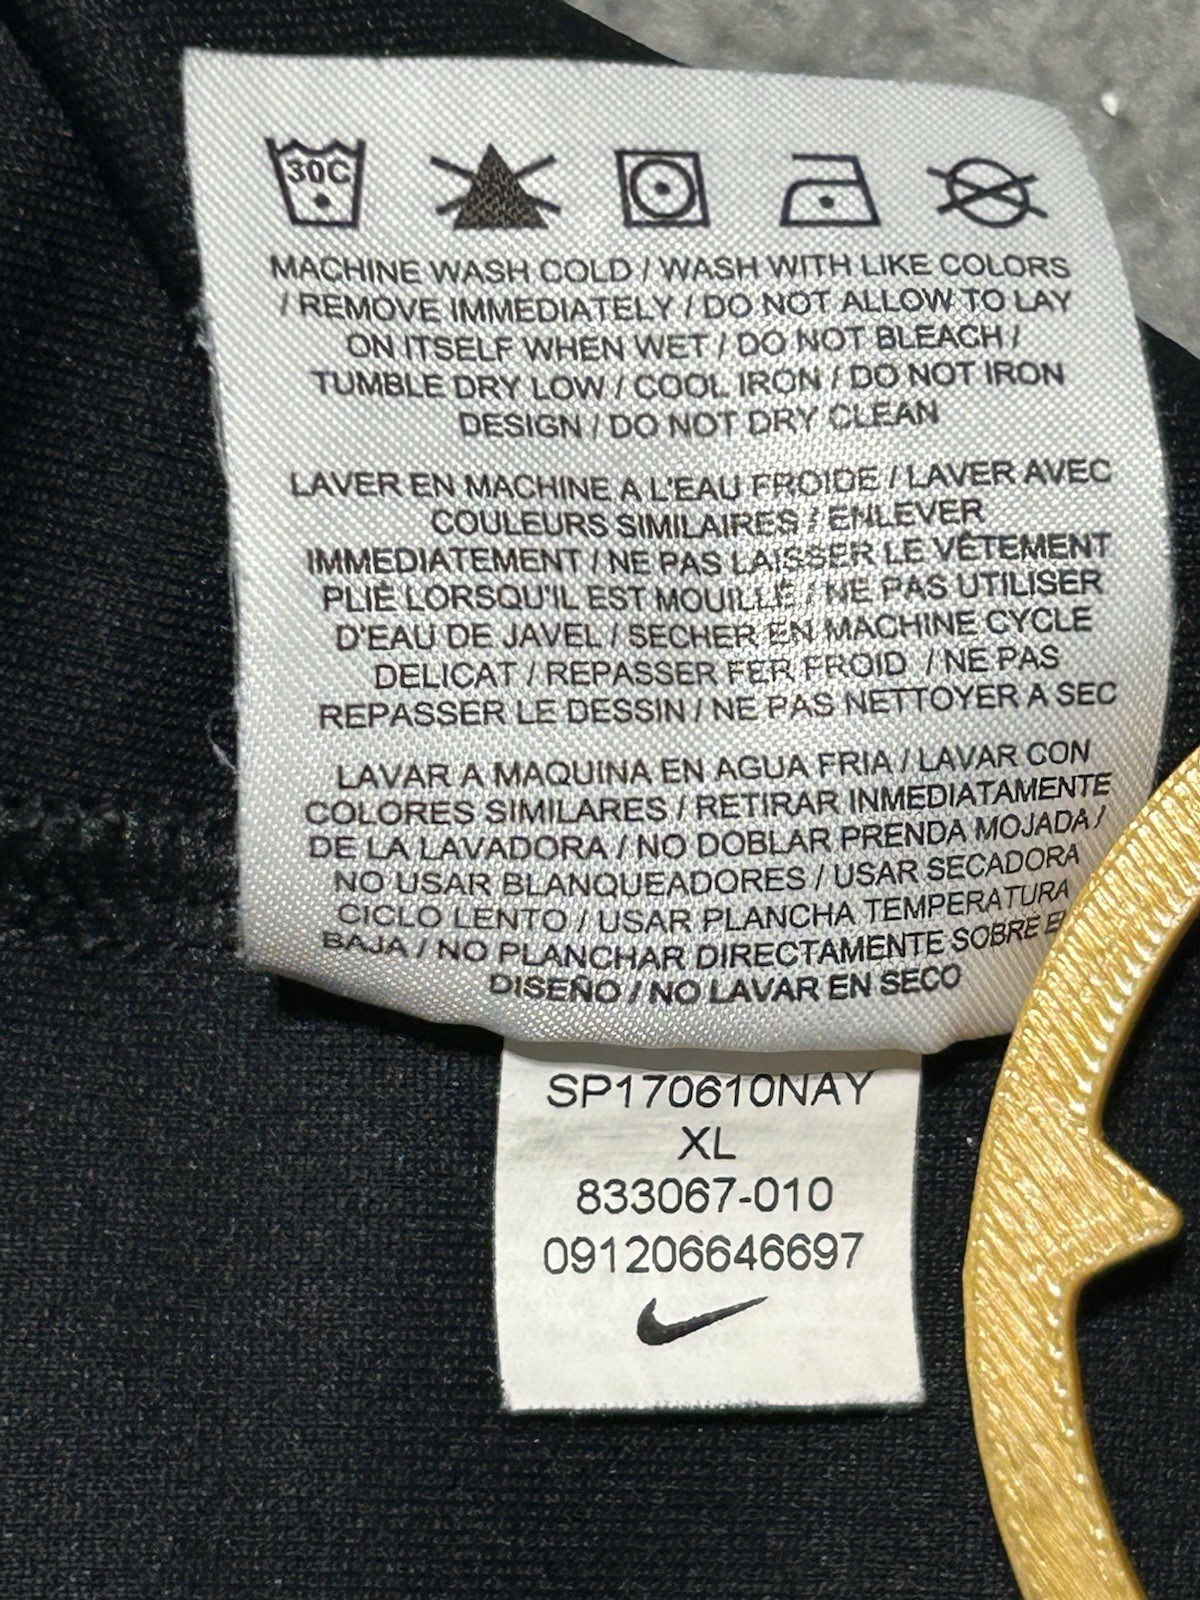 30C
MACHINE WASH COLD / WASH WITH LIKE COLORS
/ REMOVE IMMEDIATELY / DO NOT ALLOW TO LAY
ON ITSELF WHEN WET / DO NOT BLEACH /
TUMBLE DRY LOW / COOL IRON / DO NOT IRON
DESIGN / DO NOT DRY CLEAN
LAVER EN MACHINE A L'EAU FROIDE / LAVER AVEC
COULEURS SIMILAIRES / ENLEVER
IMMEDIATEMENT / NE PAS LAISSER LE VÊTEMENT
PLIÉ LORSQU'IL EST MOUILLÉ / NE PAS UTILISER
D'EAU DE JAVEL / SECHER EN MACHINE CYCLE
DELICAT / REPASSER FER FROID / NE PAS
REPASSER LE DESSIN / NE PAS NETTOYER A SEC
LAVAR A MAQUINA EN AGUA FRIA / LAVAR CON
COLORES SIMILARES / RETIRAR INMEDIATAMENTE
DE LA LAVADORA / NO DOBLAR PRENDA MOJADA /
NO USAR BLANQUEADORES / USAR SECADORA
CICLO LENTO / USAR PLANCHA TEMPERATURA
BAJA / NO PLANCHAR DIRECTAMENTE SOBRE
DISEÑO / NO LAVAR EN SECO
SP170610NAY
XL
833067-010
091206646697